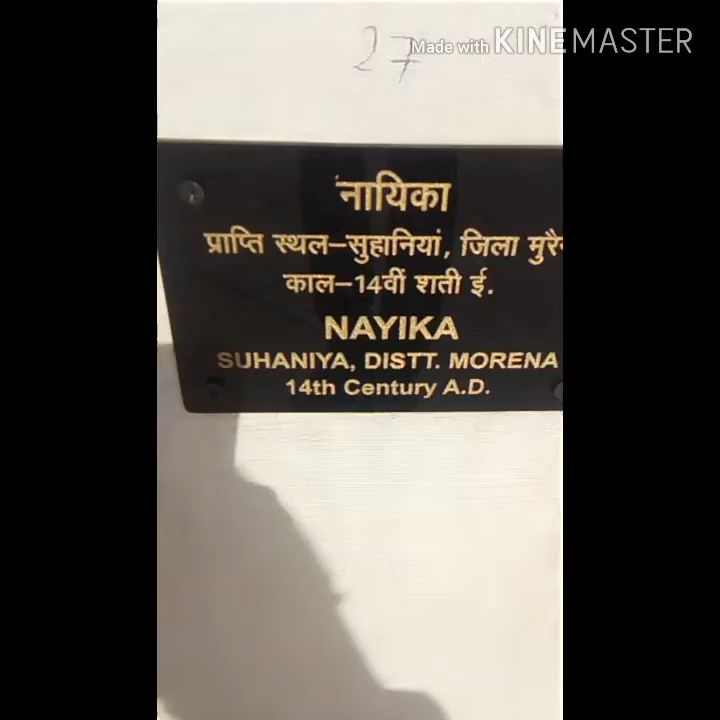 27
Made with KINEMASTER
नायिका
प्राप्ति स्थल–सुहानियां, जिला
काल–14वीं शती ई.
NAYIKA
SUHANIYA, DISTT. MORENA
14th Century A.D.